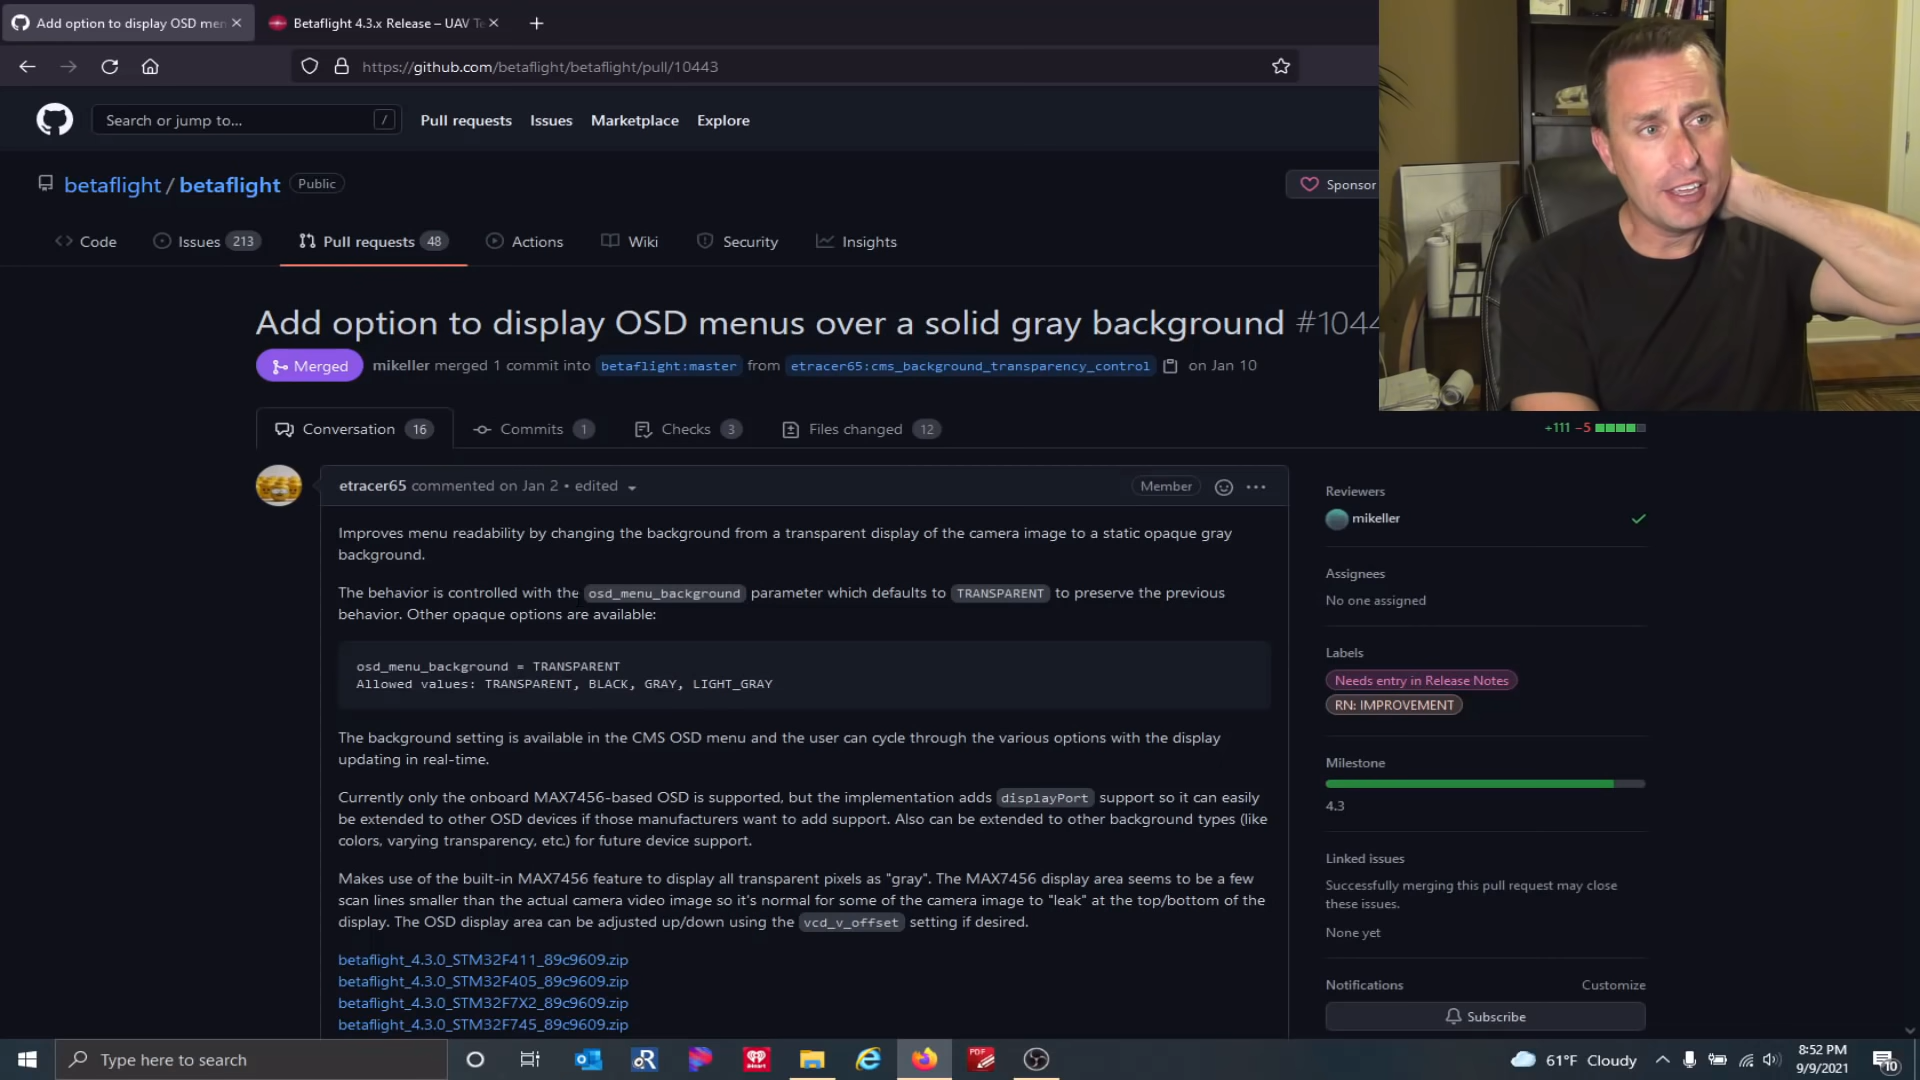 Add option to display OSD men
Betaflight 4.3.x Release – UAV Te
https://github.com/betaflight/betaflight/pull/10443
Search or jump to...
/
Pull requests
Issues
Marketplace
Explore
betaflight / betaflight
Public
Sponsor
Code
Issues 213
Pull requests 48
Actions
Wiki
Security
Insights
Add option to display OSD menus over a solid gray background #1044
Merged
mikeller merged 1 commit into betaflight:master from etracer65:cms_background_transparency_control on Jan 10
Conversation 16
Commits 1
Checks 3
Files changed 12
+111 −5
etracer65 commented on Jan 2 • edited
Member
Improves menu readability by changing the background from a transparent display of the camera image to a static opaque gray
background.
The behavior is controlled with the osd_menu_background parameter which defaults to TRANSPARENT to preserve the previous
behavior. Other opaque options are available:
osd_menu_background = TRANSPARENT
Allowed values: TRANSPARENT, BLACK, GRAY, LIGHT_GRAY
The background setting is available in the CMS OSD menu and the user can cycle through the various options with the display
updating in real-time.
Currently only the onboard MAX7456-based OSD is supported, but the implementation adds displayPort support so it can easily
be extended to other OSD devices if those manufacturers want to add support. Also can be extended to other background types (like
colors, varying transparency, etc.) for future device support.
Makes use of the built-in MAX7456 feature to display all transparent pixels as "gray". The MAX7456 display area seems to be a few
scan lines smaller than the actual camera video image so it's normal for some of the camera image to "leak" at the top/bottom of the
display. The OSD display area can be adjusted up/down using the vcd_v_offset setting if desired.
betaflight_4.3.0_STM32F411_89c9609.zip
betaflight_4.3.0_STM32F405_89c9609.zip
betaflight_4.3.0_STM32F7X2_89c9609.zip
betaflight_4.3.0_STM32F745_89c9609.zip
Reviewers
mikeller
Assignees
No one assigned
Labels
Needs entry in Release Notes
RN: IMPROVEMENT
Milestone
4.3
Linked issues
Successfully merging this pull request may close
these issues.
None yet
Notifications
Customize
Subscribe
Type here to search
61°F Cloudy
8:52 PM
9/9/2021
10